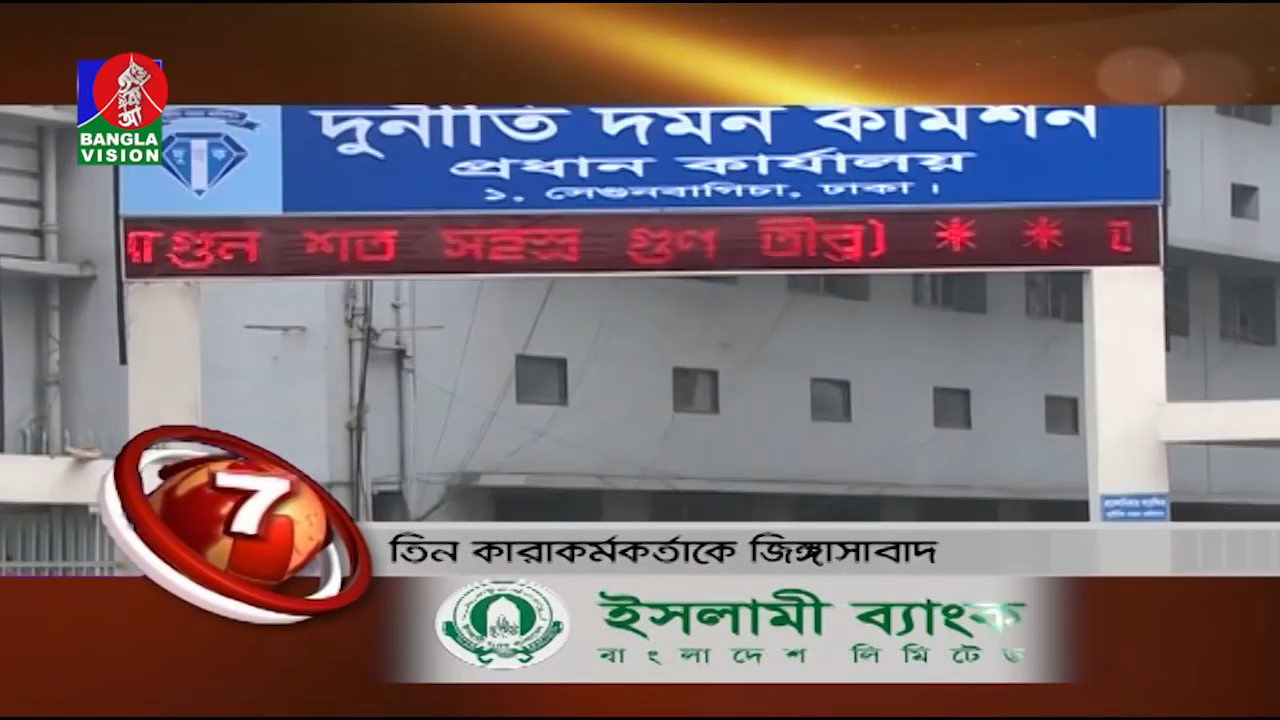 BANGLA
VISION
দুর্নীতি দমন কমিশন
প্রধান কার্যালয়
১, সেগুনবাগিচা, ঢাকা।
গুন শত সহস্র গুণ তীব্র) * *
7
তিন কারাকর্মকর্তাকে জিঙ্গাসাবাদ
ইসলামী ব্যাংক
বাংলাদেশ লিমিটেড